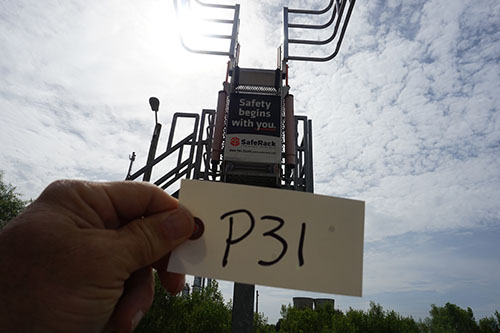 Safety
begins
with you.
SafeRack
P31